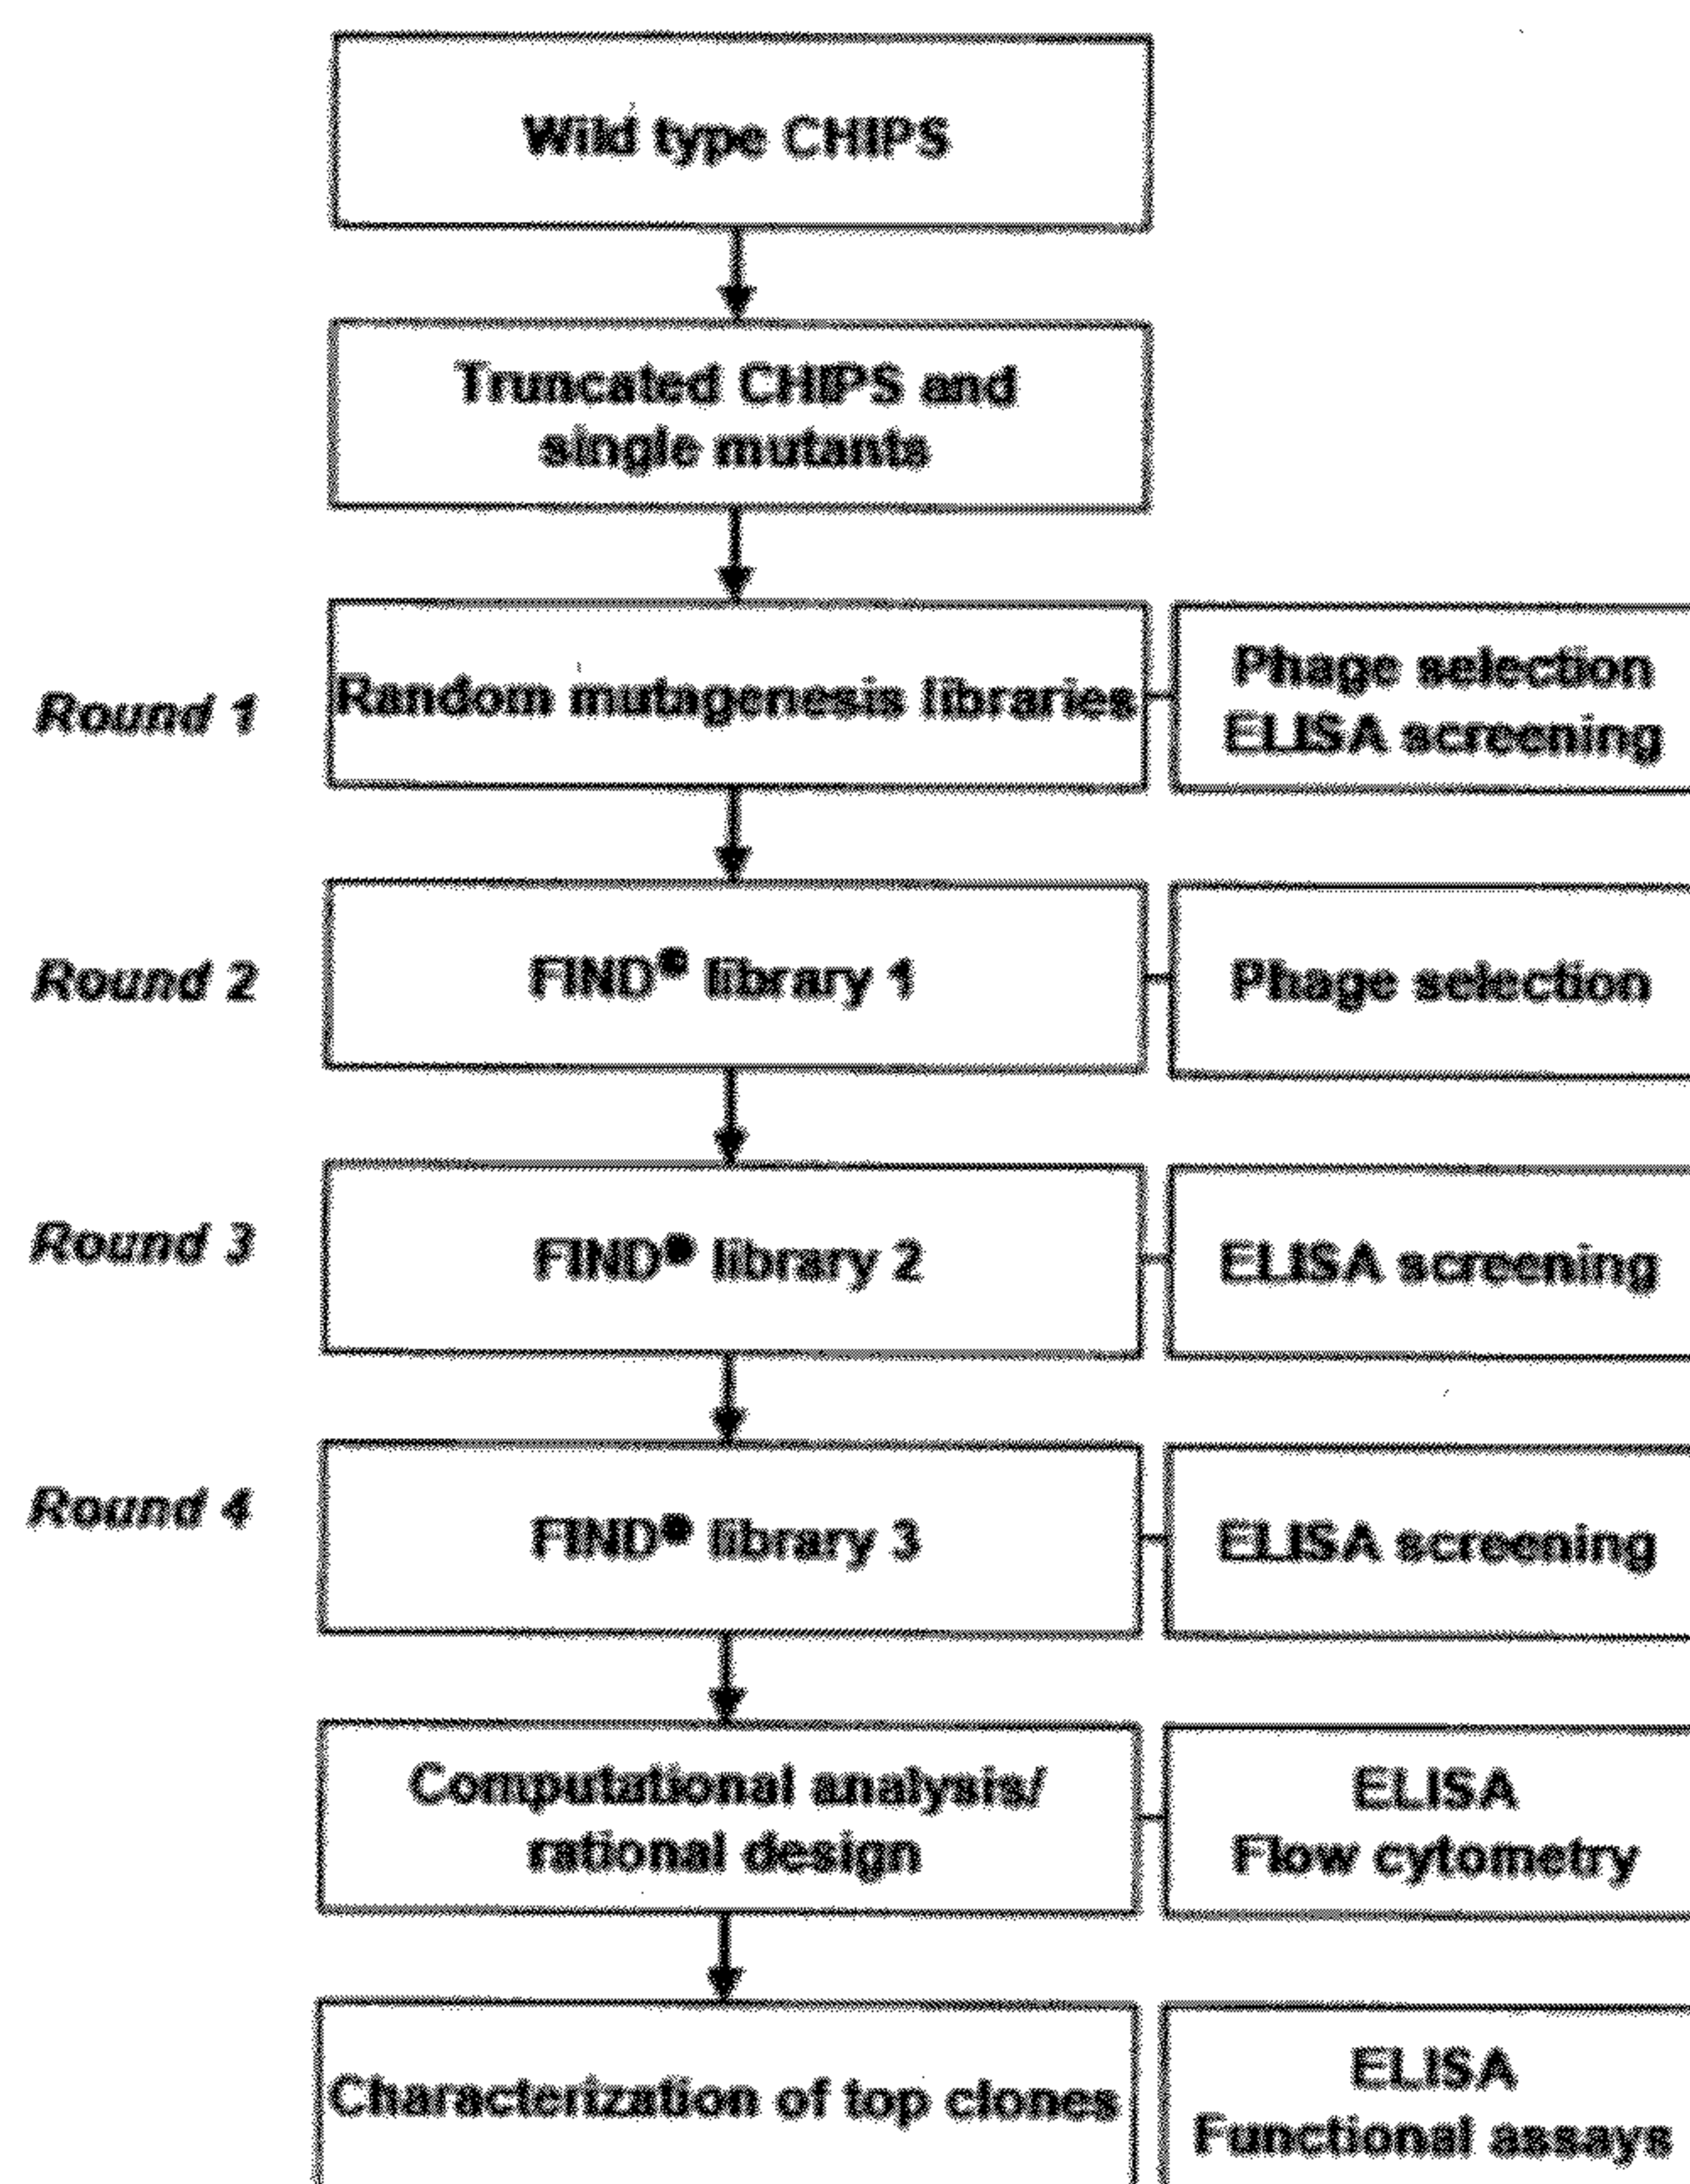 Wild type CHIPS
Truncated CHIPS and
single mutants
Round 1
Random mutagenesis libraries
Phage selection
ELISA screening
Round 2
FIND® library 1
Phage selection
Round 3
FIND® library 2
ELISA screening
Round 4
FIND® library 3
ELISA screening
Computational analysis/
rational design
ELISA
Flow cytometry
Characterization of top clones
ELISA
Functional assays